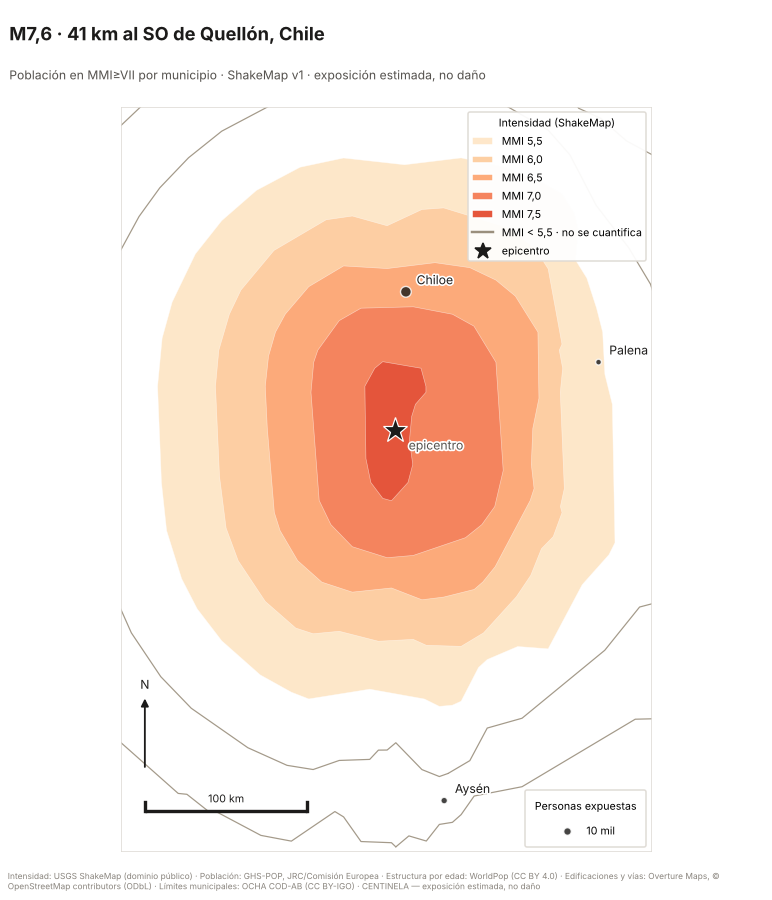 M7,6 · 41 km al SO de Quellón, Chile
Población en MMI≥VII por municipio · ShakeMap v1 · exposición estimada, no daño
Intensidad (ShakeMap)
MMI 5,5
MMI 6,0
MMI 6,5
MMI 7,0
MMI 7,5
MMI < 5,5 · no se cuantifica
epicentro
Chiloe
Palena
epicentro
N
100 km
Aysén
Personas expuestas
10 mil
Intensidad: USGS ShakeMap (dominio público) · Población: GHS-POP, JRC/Comisión Europea · Estructura por edad: WorldPop (CC BY 4.0) · Edificaciones y vías: Overture Maps, ©
OpenStreetMap contributors (ODbL) · Límites municipales: OCHA COD-AB (CC BY-IGO) · CENTINELA — exposición estimada, no daño